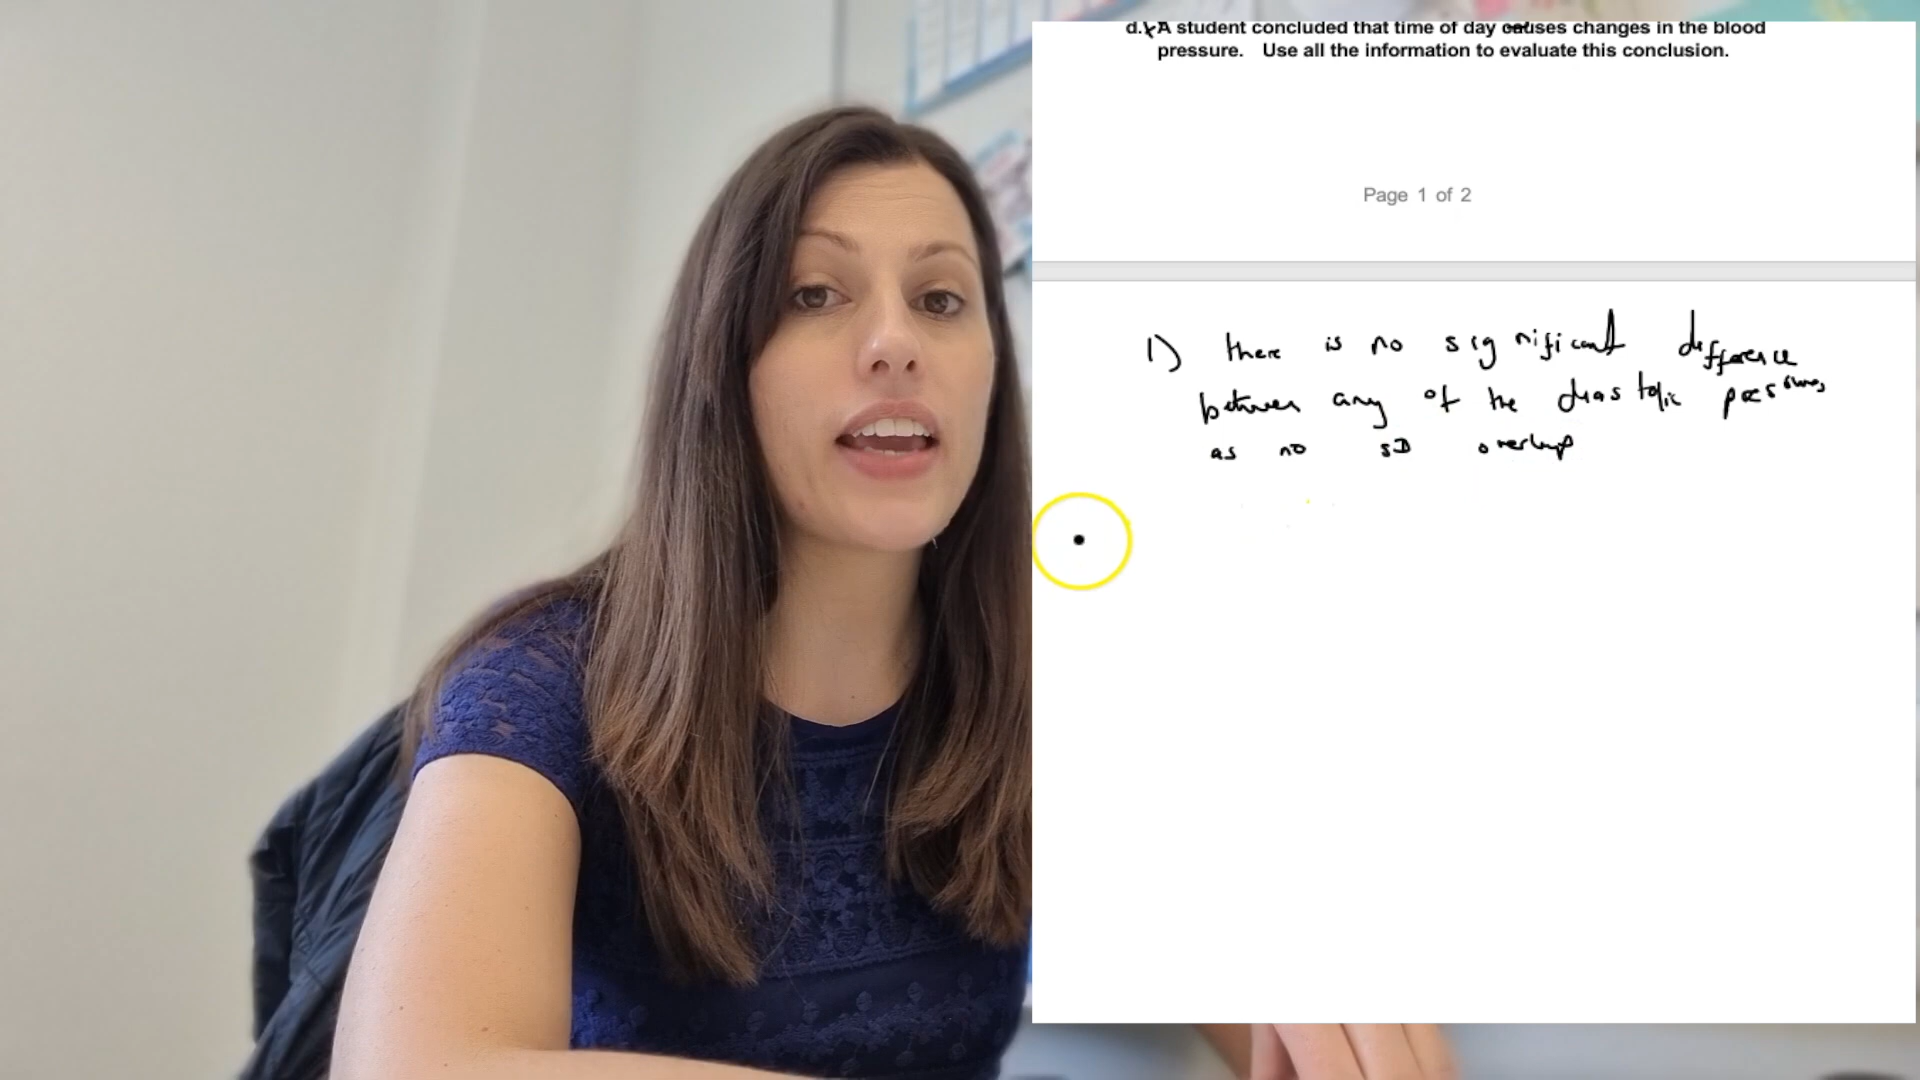 d. A student concluded that time of day causes changes in the blood
pressure. Use all the information to evaluate this conclusion.
Page 1 of 2
1) there is no significant difference
between any of the diastolic pressures
as no SD overlap